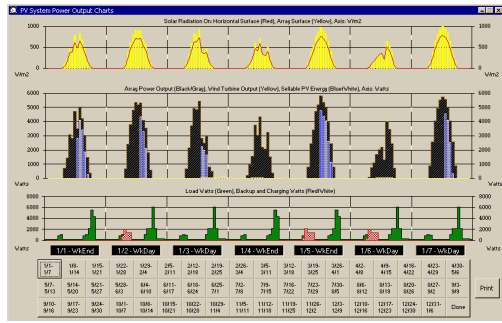 PV System Power Output Charts
Solar Radiation On: Horizontal Surface (Red), Array Surface (Yellow), Axis: W/m2
1000 1000
500 500
0 0
W/m2 W/m2
Array Power Output (Black/Gray), Wind Turbine Output (Yellow), Sellable PV Energy (Blue/White), Axis: Watts
6000 6000
5000 5000
4000 4000
3000 3000
2000 2000
1000 1000
0 0
Watts Watts
Load Watts (Green), Backup and Charging Watts (Red/White)
8000 8000
6000 6000
4000 4000
2000 2000
0 0
Watts Watts
1/1 - WkEnd 1/2 - WkDay 1/3 - WkDay 1/4 - WkEnd 1/5 - WkEnd 1/6 - WkDay 1/7 - WkDay
1/1- 1/8- 1/15- 1/22- 1/29- 2/5- 2/12- 2/19- 2/26- 3/5- 3/12- 3/19- 3/26- 4/2- 4/9- 4/16- 4/23- 4/30-
1/7 1/14 1/21 1/28 2/4 2/11 2/18 2/25 3/4 3/11 3/18 3/25 4/1 4/8 4/15 4/22 4/29 5/6
5/7- 5/14- 5/21- 5/28- 6/4- 6/11- 6/18- 6/25- 7/2- 7/9- 7/16- 7/23- 7/30- 8/6- 8/13- 8/20- 8/27- 9/3-
5/13 5/20 5/27 6/3 6/10 6/17 6/24 7/1 7/8 7/15 7/22 7/29 8/5 8/12 8/19 8/26 9/2 9/9
Print
9/10- 9/17- 9/24- 10/1- 10/8- 10/15- 10/22- 10/29- 11/5- 11/12- 11/19- 11/26- 12/3- 12/10- 12/17- 12/24- 12/31- Done
9/16 9/23 9/30 10/7 10/14 10/21 10/28 11/4 11/11 11/18 11/25 12/2 12/9 12/16 12/23 12/30 1/6